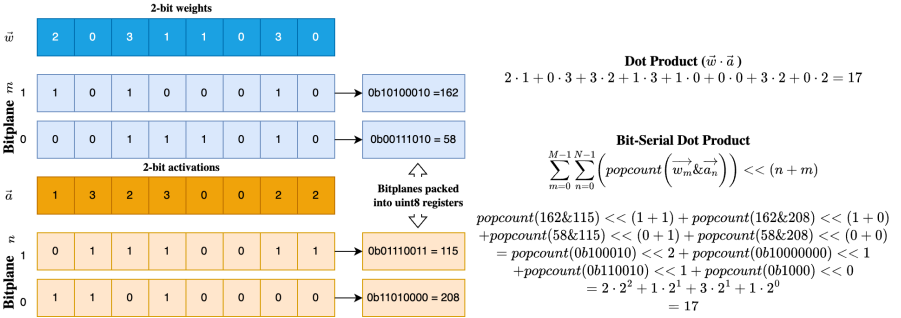 2-bit weights
w⃗ 2 0 3 1 1 0 3 0
Bitplane m
1 1 0 1 0 0 0 1 0 0b10100010 =162
0 0 0 1 1 1 0 1 0 0b00111010 = 58
2-bit activations
a⃗ 1 3 2 3 0 0 2 2
Bitplanes packed
into uint8 registers
Bitplane n
1 0 1 1 1 0 0 1 1 0b01110011 = 115
0 1 1 0 1 0 0 0 0 0b11010000 = 208
Dot Product (w⃗ · a⃗ )
2 · 1 + 0 · 3 + 3 · 2 + 1 · 3 + 1 · 0 + 0 · 0 + 3 · 2 + 0 · 2 = 17
Bit-Serial Dot Product
∑_{m=0}^{M−1} ∑_{n=0}^{N−1} (popcount(w⃗_m & a⃗_n)) << (n + m)
popcount(162&115) << (1 + 1) + popcount(162&208) << (1 + 0)
+popcount(58&115) << (0 + 1) + popcount(58&208) << (0 + 0)
= popcount(0b100010) << 2 + popcount(0b10000000) << 1
+popcount(0b110010) << 1 + popcount(0b1000) << 0
= 2 · 2² + 1 · 2¹ + 3 · 2¹ + 1 · 2⁰
= 17